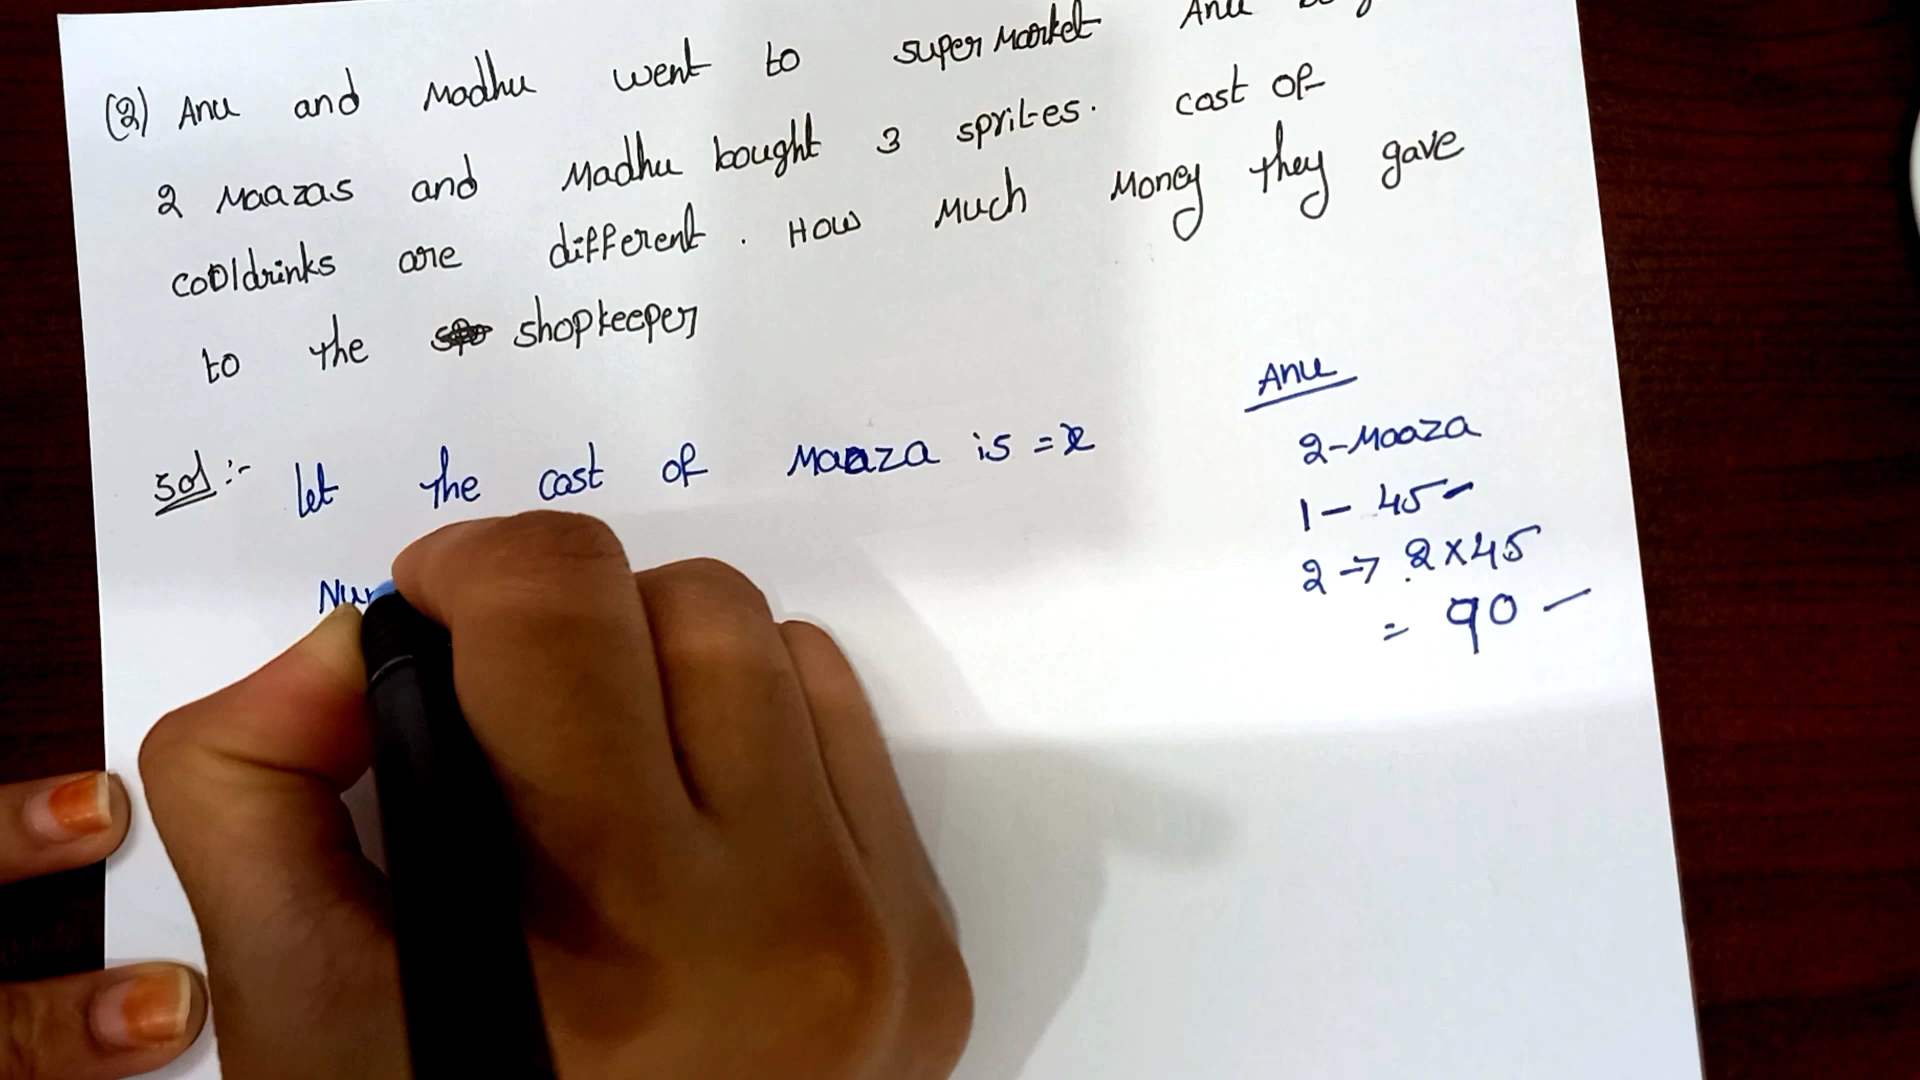 (2) Anu and Madhu went to super Market Anu
2 Maazas and Madhu bought 3 sprites. cost of
cooldrinks are different. How Much Money they gave
to the shopkeeper
Sol:- let the cost of Maaza is = x
Anu
2-Maaza
1- 45-
2 → 2×45
= 90 -